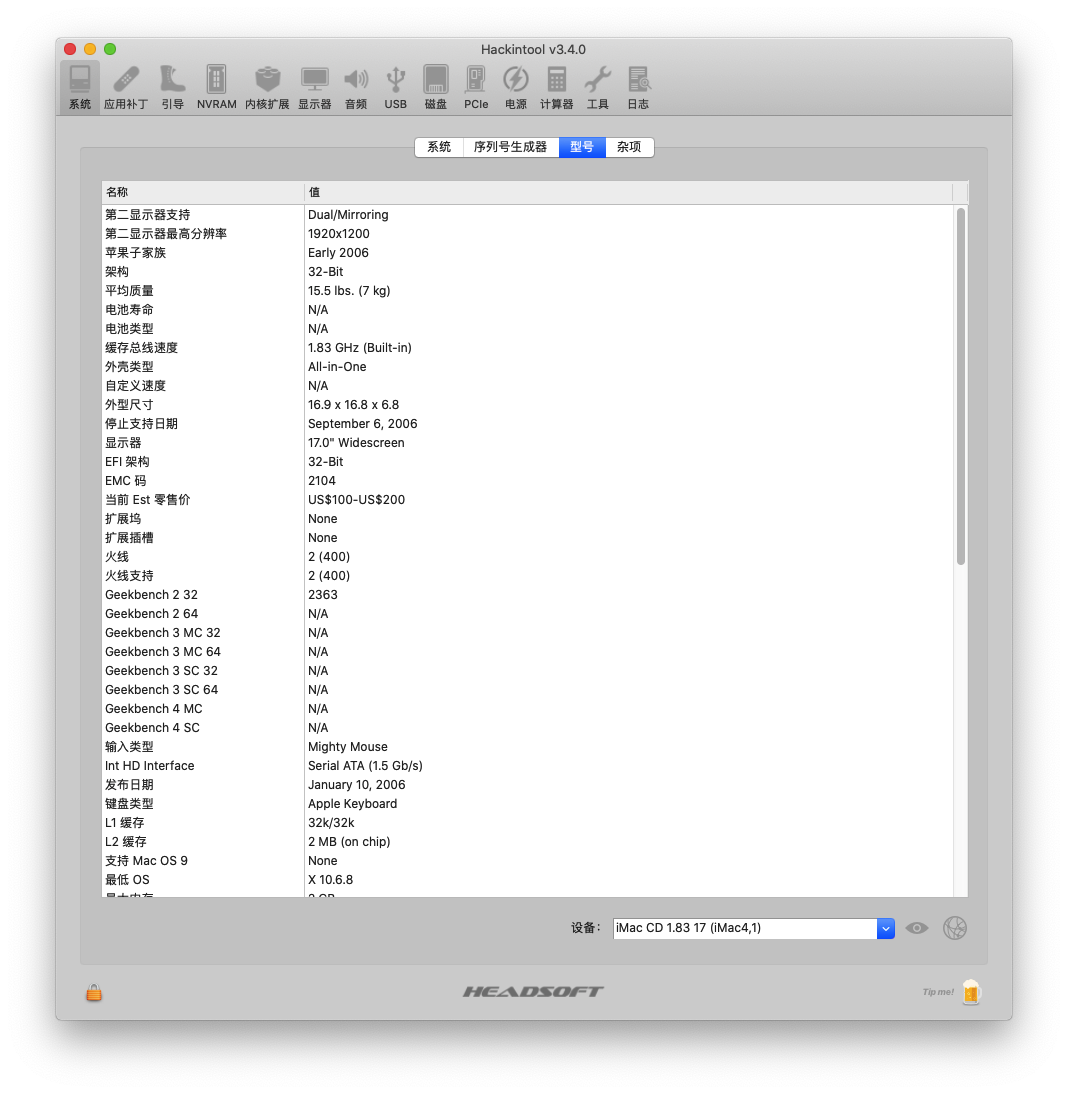 Hackintool v3.4.0
系统 应用补丁 引导 NVRAM 内核扩展 显示器 音频 USB 磁盘 PCIe 电源 计算器 工具 日志
系统 序列号生成器 型号 杂项
名称 值
第二显示器支持 Dual/Mirroring
第二显示器最高分辨率 1920x1200
苹果子家族 Early 2006
架构 32-Bit
平均质量 15.5 lbs. (7 kg)
电池寿命 N/A
电池类型 N/A
缓存总线速度 1.83 GHz (Built-in)
外壳类型 All-in-One
自定义速度 N/A
外型尺寸 16.9 x 16.8 x 6.8
停止支持日期 September 6, 2006
显示器 17.0" Widescreen
EFI 架构 32-Bit
EMC 码 2104
当前 Est 零售价 US$100-US$200
扩展坞 None
扩展插槽 None
火线 2 (400)
火线支持 2 (400)
Geekbench 2 32 2363
Geekbench 2 64 N/A
Geekbench 3 MC 32 N/A
Geekbench 3 MC 64 N/A
Geekbench 3 SC 32 N/A
Geekbench 3 SC 64 N/A
Geekbench 4 MC N/A
Geekbench 4 SC N/A
输入类型 Mighty Mouse
Int HD Interface Serial ATA (1.5 Gb/s)
发布日期 January 10, 2006
键盘类型 Apple Keyboard
L1 缓存 32k/32k
L2 缓存 2 MB (on chip)
支持 Mac OS 9 None
最低 OS X 10.6.8
设备： iMac CD 1.83 17 (iMac4,1)
HEADSOFT
Tip me!